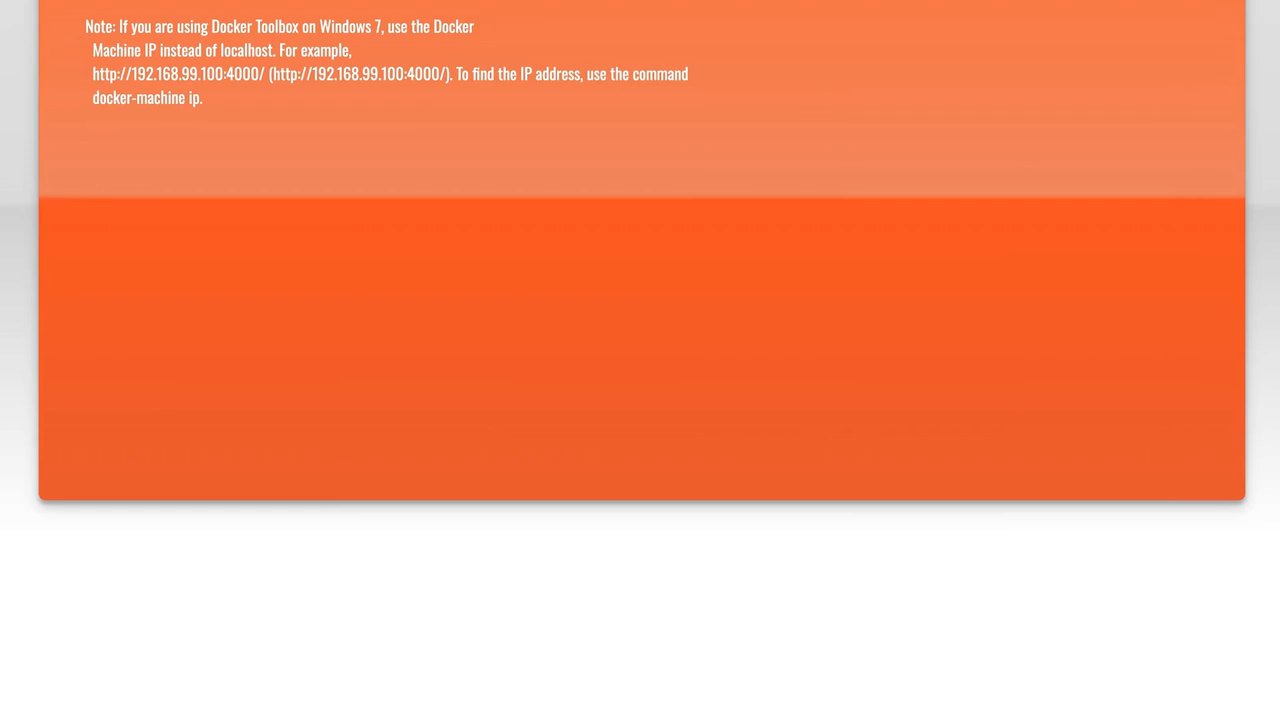 Note: If you are using Docker Toolbox on Windows 7, use the Docker
Machine IP instead of localhost. For example,
http://192.168.99.100:4000/ (http://192.168.99.100:4000/). To find the IP address, use the command
docker-machine ip.